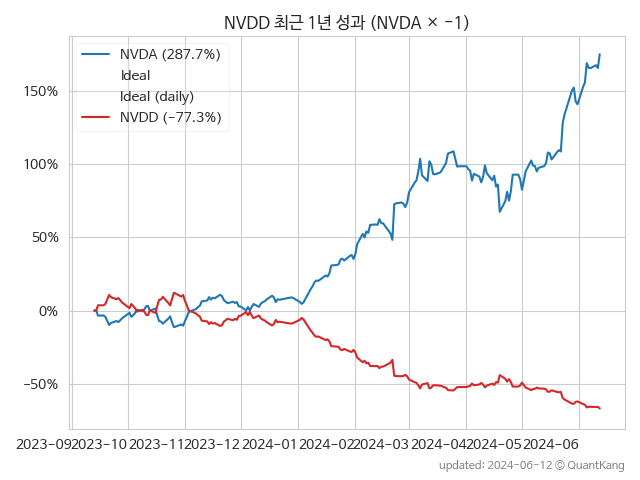 NVDD 최근 1년 성과 (NVDA × −1)
NVDA (287.7%)
Ideal
Ideal (daily)
NVDD (−77.3%)
150%
100%
50%
0%
−50%
2023−09 2023−10 2023−11 2023−12 2024−01 2024−02 2024−03 2024−04 2024−05 2024−06
updated: 2024-06-12 © QuantKang